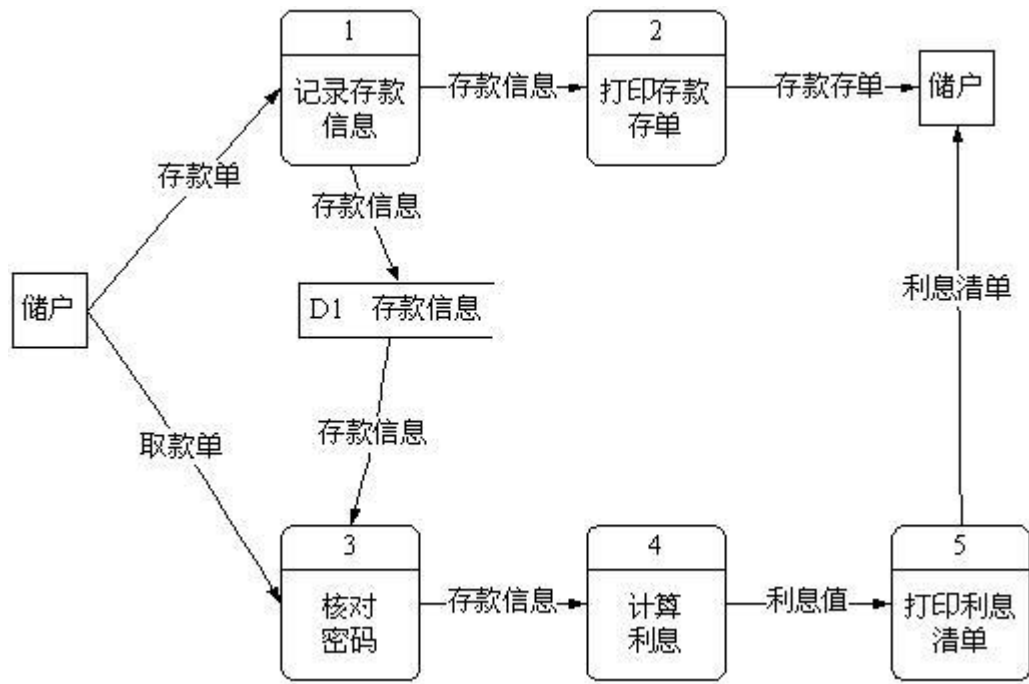 1
记录存款
信息
存款信息
2
打印存款
存单
存款存单
储户
存款单
存款信息
储户
D1 存款信息
利息清单
取款单
存款信息
3
核对
密码
存款信息
4
计算
利息
利息值
5
打印利息
清单